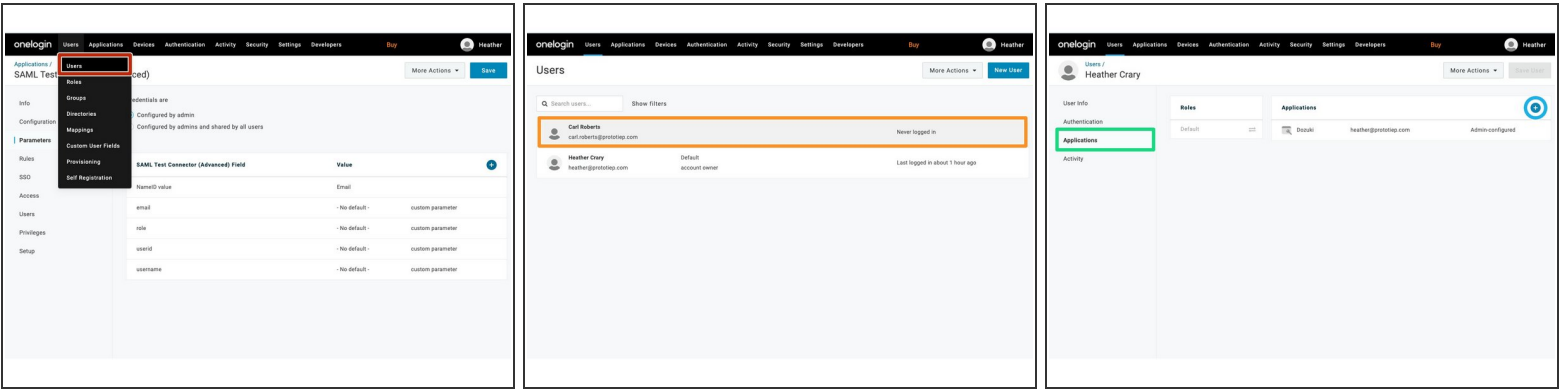 onelogin Users Applications Devices Authentication Activity Security Settings Developers Buy Heather
Applications /
SAML Test ced)
More Actions Save
Users
Roles
Groups
Directories
Mappings
Custom User Fields
Provisioning
Self Registration
Info
Configuration
Parameters
Rules
SSO
Access
Users
Privileges
Setup
edentials are
Configured by admin
Configured by admins and shared by all users
SAML Test Connector (Advanced) Field Value
NameID value Email
email - No default - custom parameter
role - No default - custom parameter
userid - No default - custom parameter
username - No default - custom parameter
onelogin Users Applications Devices Authentication Activity Security Settings Developers Buy Heather
Users More Actions New User
Search users... Show filters
Carl Roberts
carl.roberts@prototiep.com
Never logged in
Heather Crary Default
heather@prototiep.com account owner
Last logged in about 1 hour ago
onelogin Users Applications Devices Authentication Activity Security Settings Developers Buy Heather
Users /
Heather Crary
More Actions Save User
User Info
Authentication
Applications
Activity
Roles
Default
Applications
Dozuki heather@prototiep.com Admin-configured